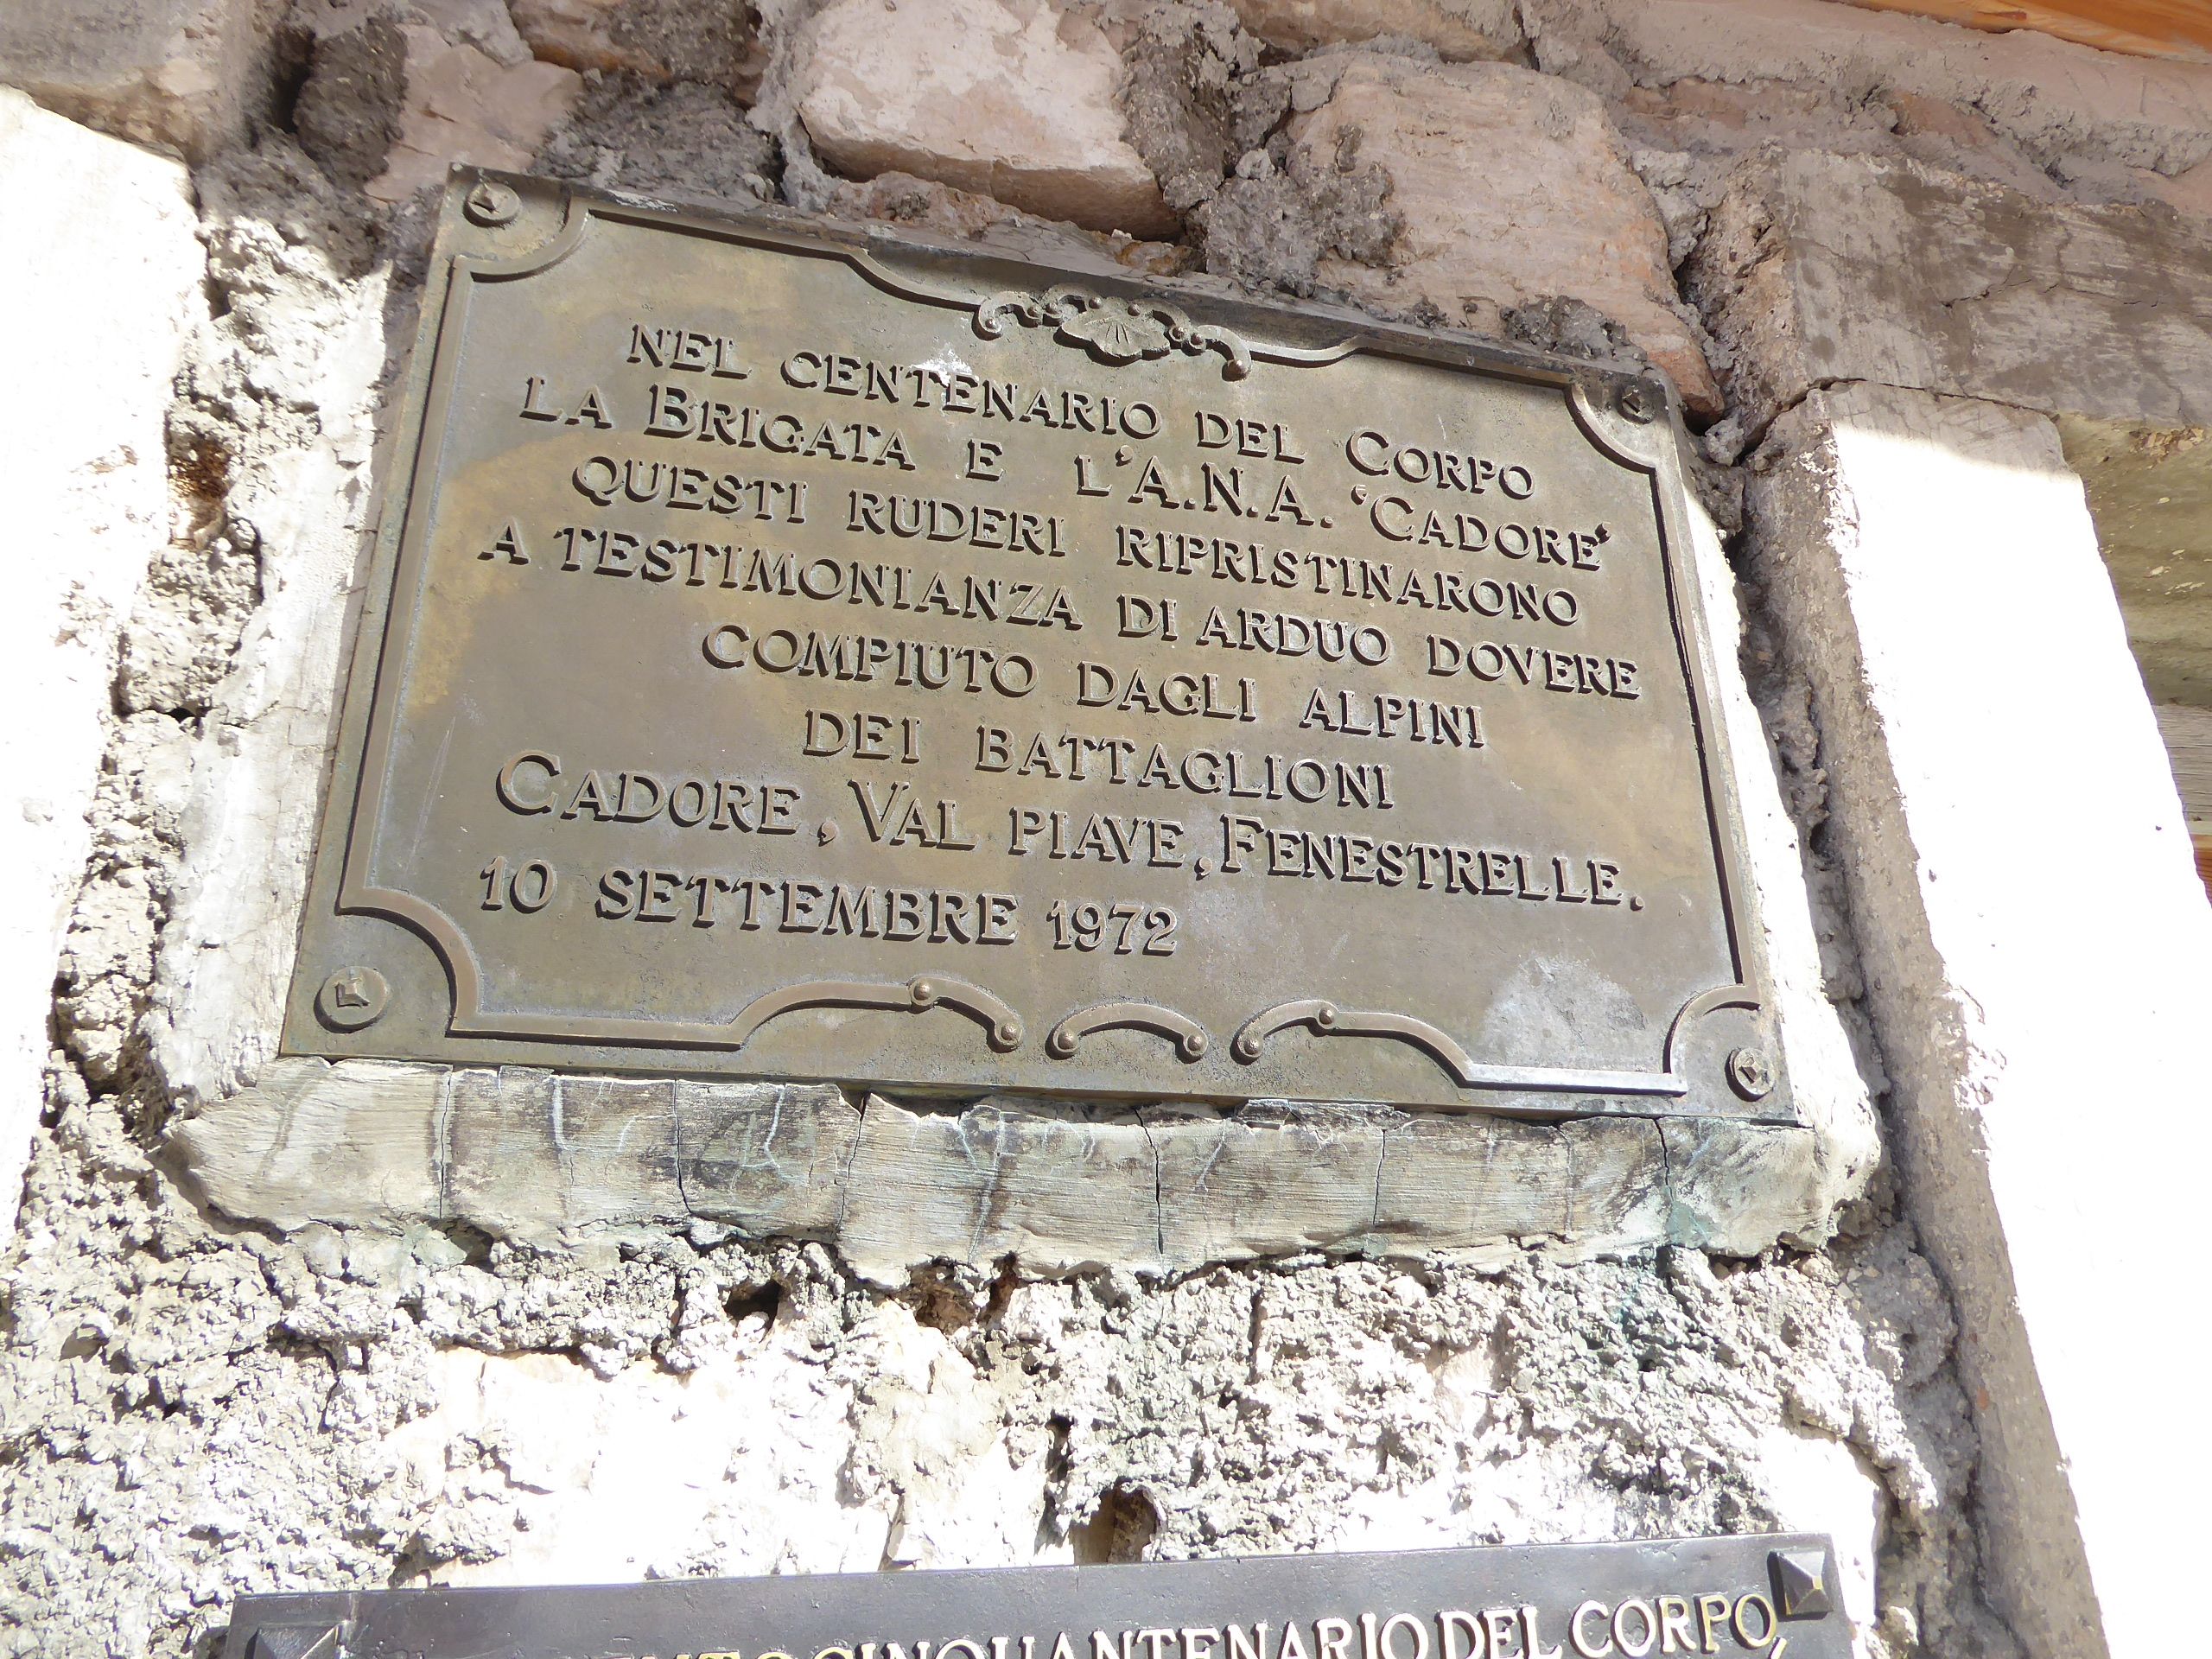 NEL CENTENARIO DEL CORPO
LA BRIGATA E L'A.N.A. "CADORE"
QUESTI RUDERI RIPRISTINARONO
A TESTIMONIANZA DI ARDUO DOVERE
COMPIUTO DAGLI ALPINI
DEI BATTAGLIONI
CADORE, VAL PIAVE, FENESTRELLE.
10 SETTEMBRE 1972
DEL CORPO,